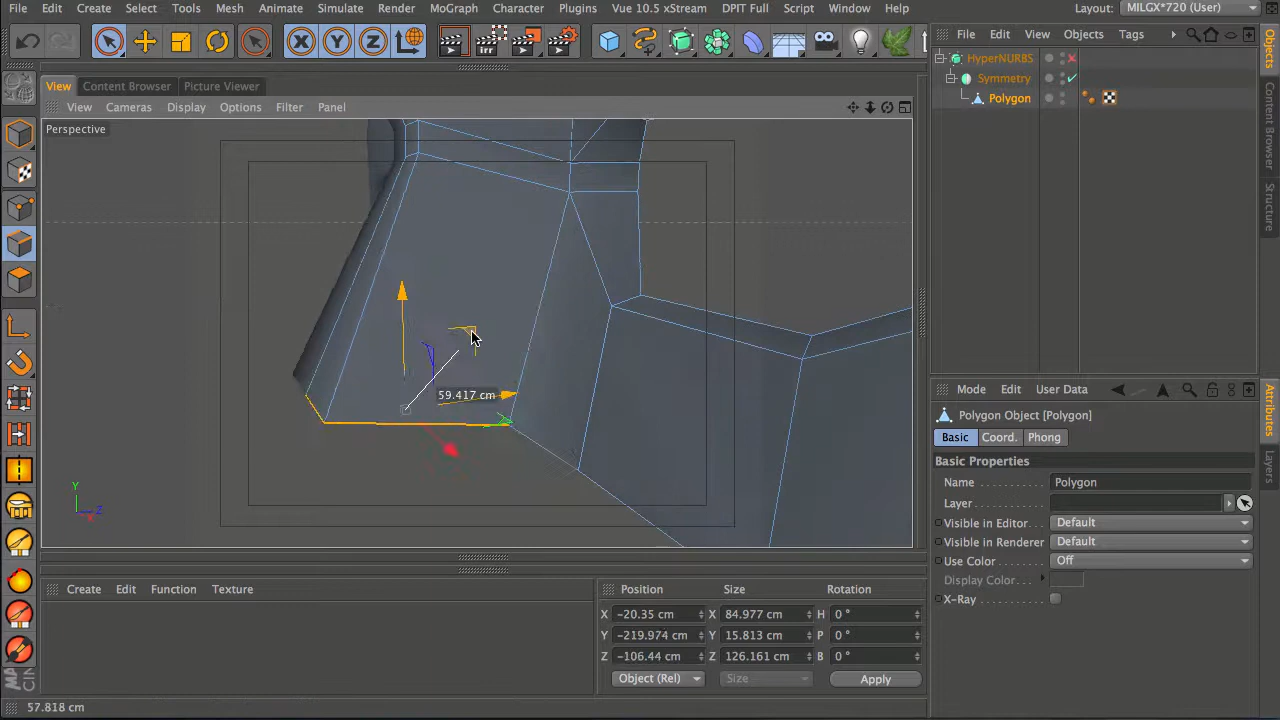 File Edit Create Select Tools Mesh Animate Simulate Render MoGraph Character Plugins Vue 10.5 xStream DPIT Full Script Window Help Layout: MILGX*720 (User)
X Y Z irr
File Edit View Objects Tags
View Content Browser Picture Viewer
View Cameras Display Options Filter Panel
Perspective
HyperNURBS
Symmetry
Polygon
Objects
Content Browser
Structure
59.417 cm
Y
Z
X
Mode Edit User Data
Polygon Object [Polygon]
Basic Coord. Phong
Basic Properties
Name Polygon
Layer
Visible in Editor Default
Visible in Renderer Default
Use Color Off
Display Color
X-Ray
Attributes
Layers
Create Edit Function Texture
Position Size Rotation
X -20.35 cm X 84.977 cm H 0 °
Y -219.974 cm Y 15.813 cm P 0 °
Z -106.44 cm Z 126.161 cm B 0 °
Object (Rel) Size Apply
57.818 cm